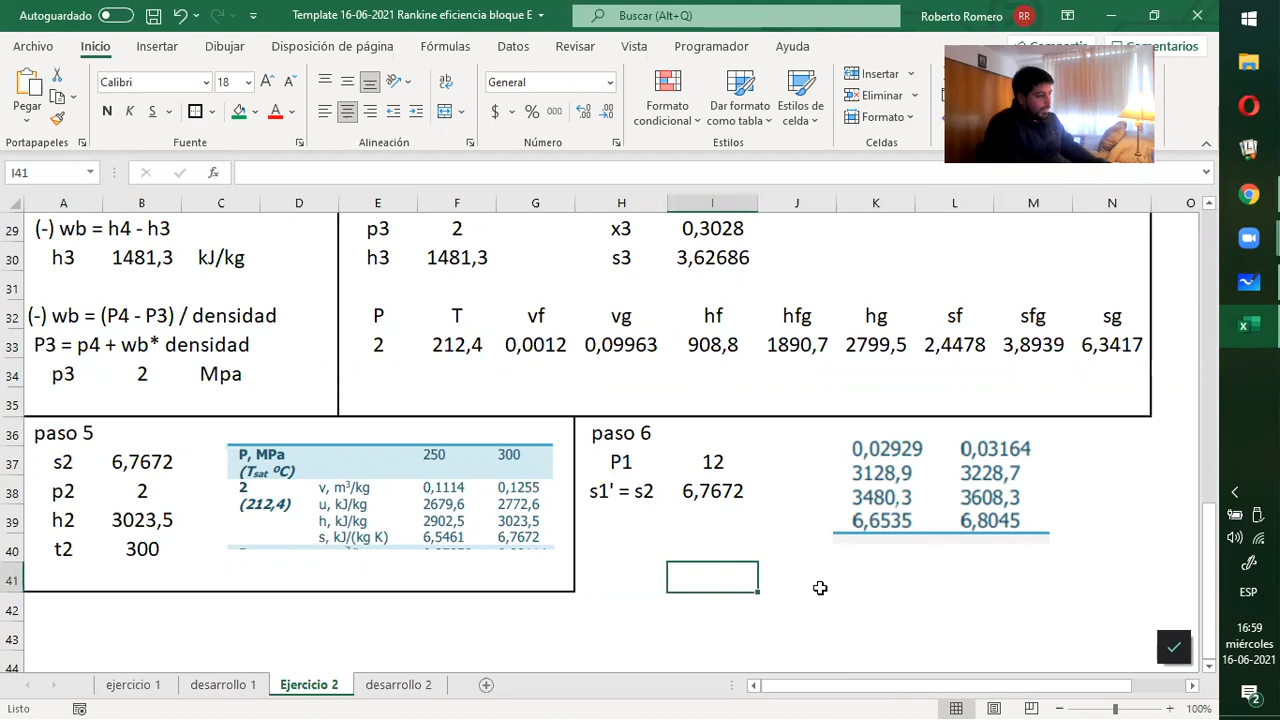 Autoguardado
Template 16-06-2021 Rankine eficiencia bloque E
Buscar (Alt+Q)
Roberto Romero
RR
Archivo Inicio Insertar Dibujar Disposición de página Fórmulas Datos Revisar Vista Programador Ayuda
Compartir Comentarios
Pegar
Calibri 18
N K S
General
$ % 000
Formato condicional
Dar formato como tabla
Estilos de celda
Insertar
Eliminar
Formato
Portapapeles Fuente Alineación Número Estilos Celdas
I41
fx
A B C D E F G H I J K L M N O
29 (-) wb = h4 - h3 p3 2 x3 0,3028
30 h3 1481,3 kJ/kg h3 1481,3 s3 3,62686
31
32 (-) wb = (P4 - P3) / densidad P T vf vg hf hfg hg sf sfg sg
33 P3 = p4 + wb* densidad 2 212,4 0,0012 0,09963 908,8 1890,7 2799,5 2,4478 3,8939 6,3417
34 p3 2 Mpa
35
36 paso 5 paso 6
37 s2 6,7672 P1 12
38 p2 2 s1' = s2 6,7672
39 h2 3023,5
40 t2 300
41
42
43
44
P, MPa 250 300
(Tsat ºC)
2 v, m³/kg 0,1114 0,1255
(212,4) u, kJ/kg 2679,6 2772,6
h, kJ/kg 2902,5 3023,5
s, kJ/(kg K) 6,5461 6,7672
0,02929 0,03164
3128,9 3228,7
3480,3 3608,3
6,6535 6,8045
ejercicio 1 desarrollo 1 Ejercicio 2 desarrollo 2
Listo
100%
ESP
16:59
miércoles
16-06-2021
2